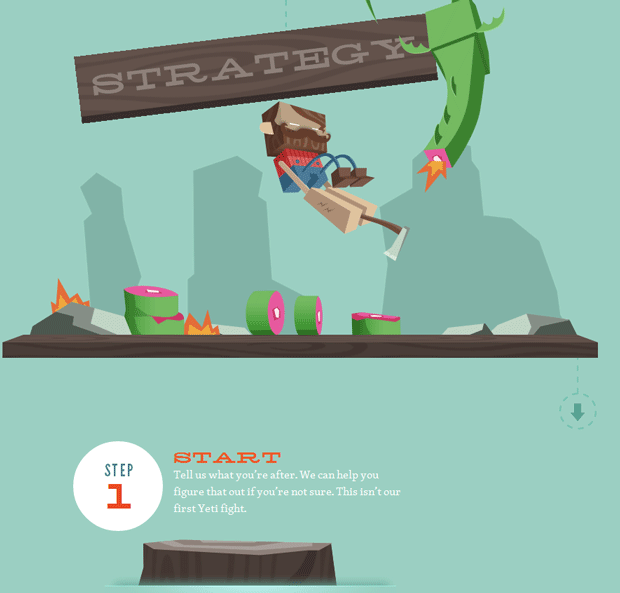 STRATEGY
STEP
1
START
Tell us what you're after. We can help you
figure that out if you're not sure. This isn't our
first Yeti fight.